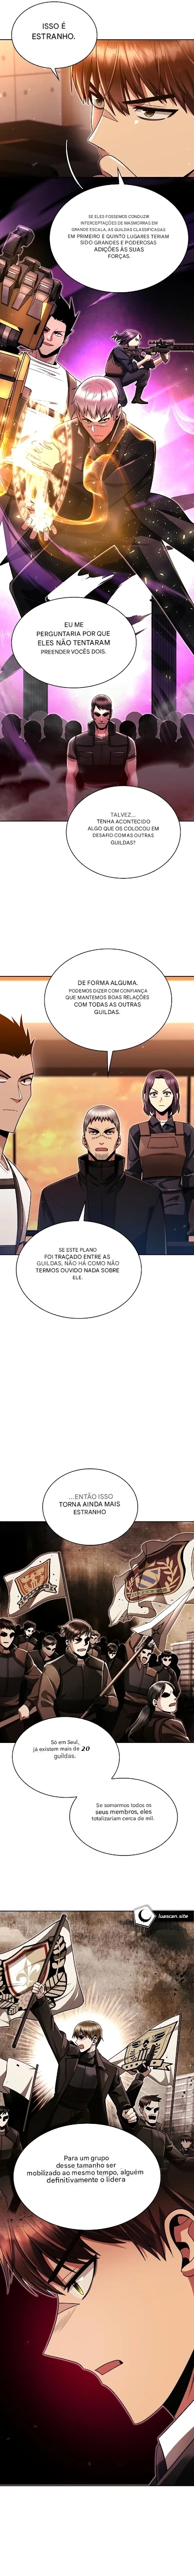 ISSO É
ESTRANHO.
SE ELES FOSSEMOS CONDUZIR
INTERCEPTAÇÕES DE MASMORRAS EM
GRANDE ESCALA, AS GUILDAS CLASSIFICADAS
EM PRIMEIRO E QUINTO LUGARES TERIAM
SIDO GRANDES E PODEROSAS
ADIÇÕES ÀS SUAS
FORÇAS.
EU ME
PERGUNTARIA POR QUE
ELES NÃO TENTARAM
PREENDER VOCÊS DOIS.
TALVEZ...
TENHA ACONTECIDO
ALGO QUE OS COLOCOU EM
DESAFIO COM AS OUTRAS
GUILDAS?
DE FORMA ALGUMA.
PODEMOS DIZER COM CONFIANÇA
QUE MANTEMOS BOAS RELAÇÕES
COM TODAS AS OUTRAS
GUILDAS.
SE ESTE PLANO
FOI TRAÇADO ENTRE AS
GUILDAS, NÃO HÁ COMO NÃO
TERMOS OUVIDO NADA SOBRE
ELE.
...ENTÃO ISSO
TORNA AINDA MAIS
ESTRANHO
Só em Seul,
já existem mais de 20
guildas.
Se somarmos todos os
seus membros, eles
totalizariam cerca de mil.
luascan.site
Para um grupo
desse tamanho ser
mobilizado ao mesmo tempo, alguém
definitivamente o lidera